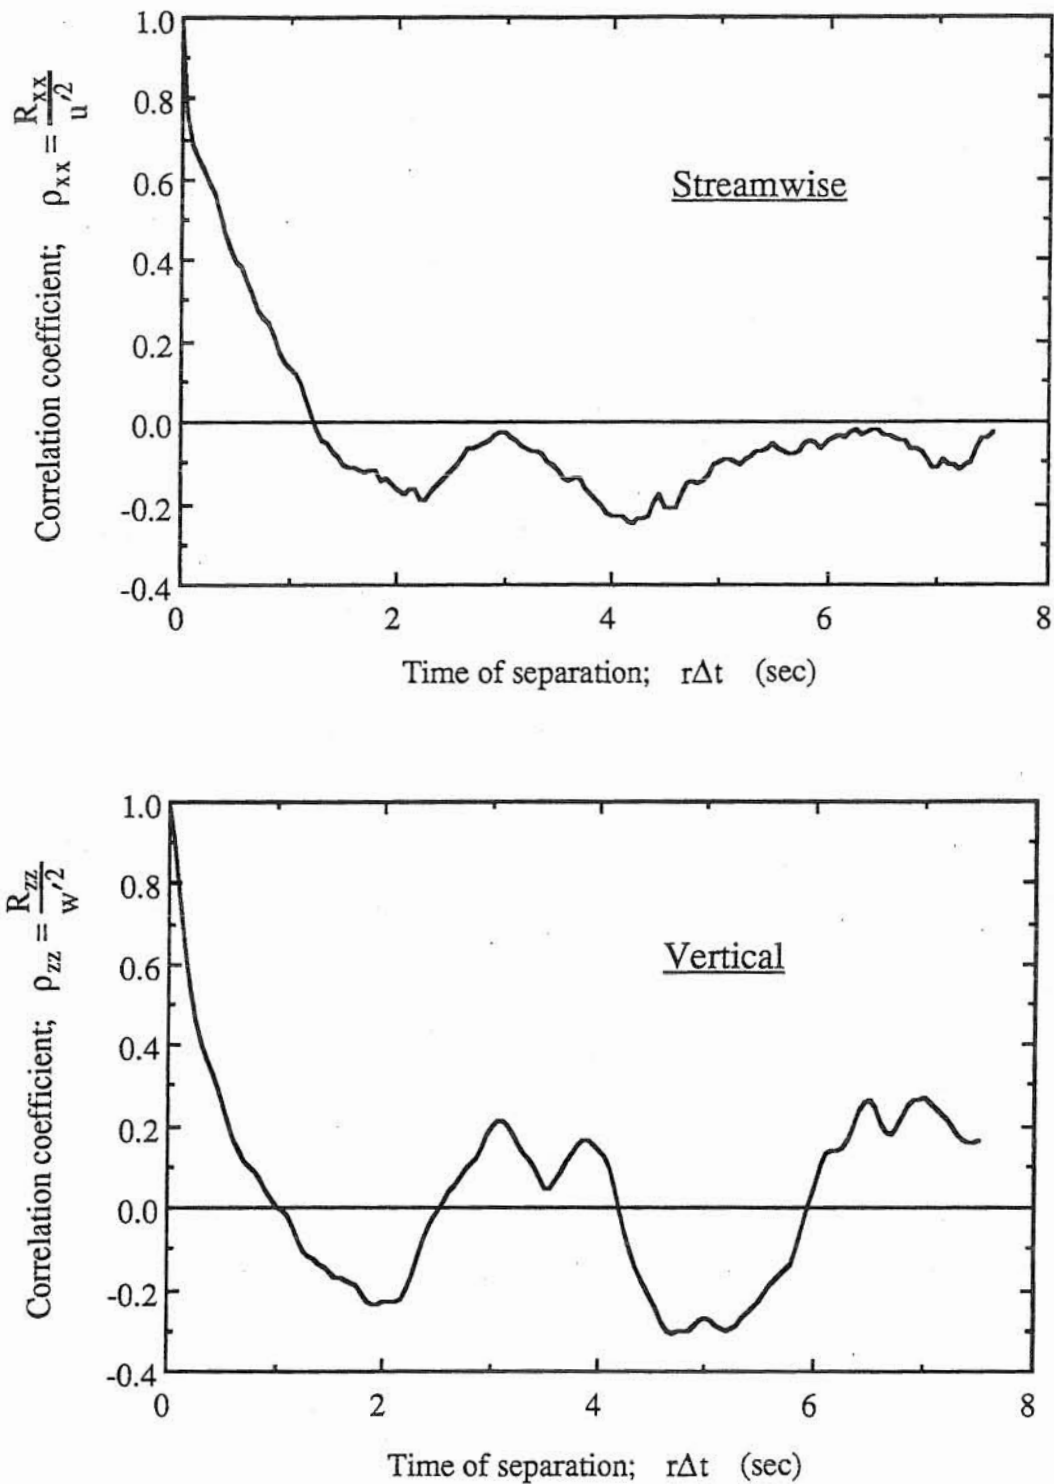 Correlation coefficient; ρxx = Rxx/u′2
1.0
0.8
0.6
0.4
0.2
0.0
-0.2
-0.4
Streamwise
0 2 4 6 8
Time of separation; rΔt (sec)
Correlation coefficient; ρzz = Rzz/w′2
1.0
0.8
0.6
0.4
0.2
0.0
-0.2
-0.4
Vertical
0 2 4 6 8
Time of separation; rΔt (sec)